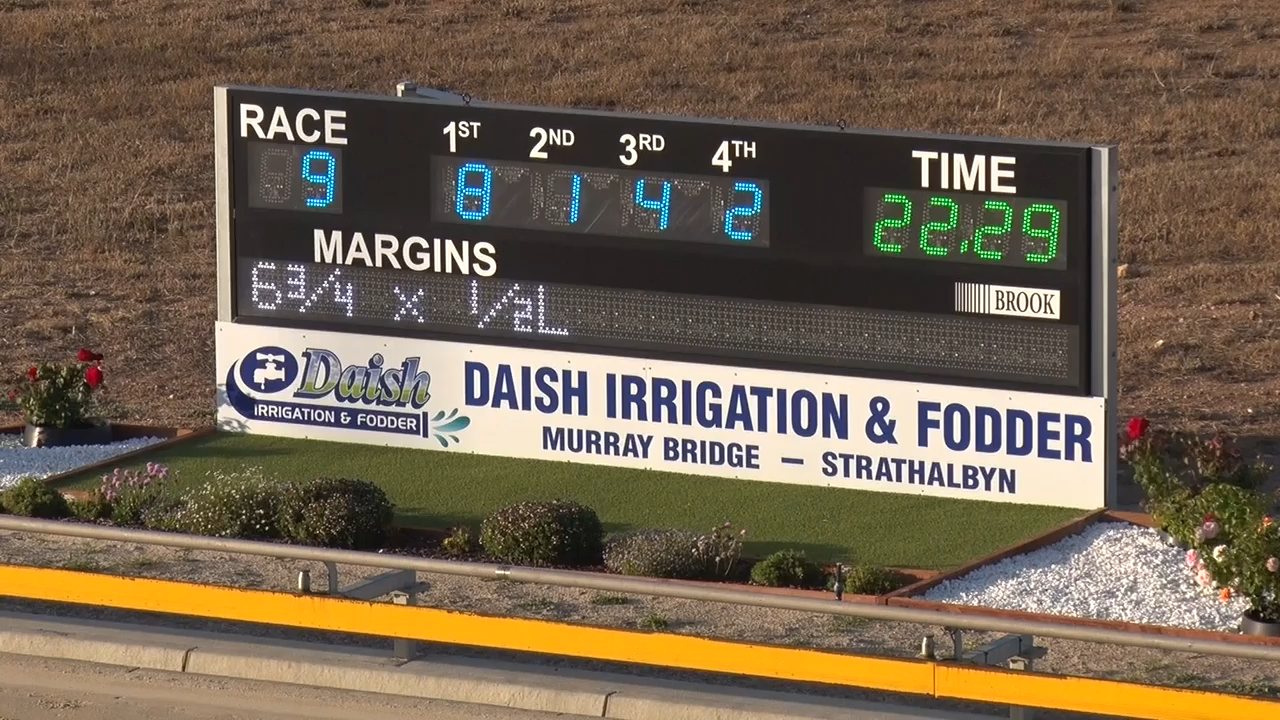 RACE 1ST 2ND 3RD 4TH TIME
9 8 1 4 2 22.29
MARGINS
6 3/4 x 1/2L
BROOK
Daish
IRRIGATION & FODDER
DAISH IRRIGATION & FODDER
MURRAY BRIDGE – STRATHALBYN